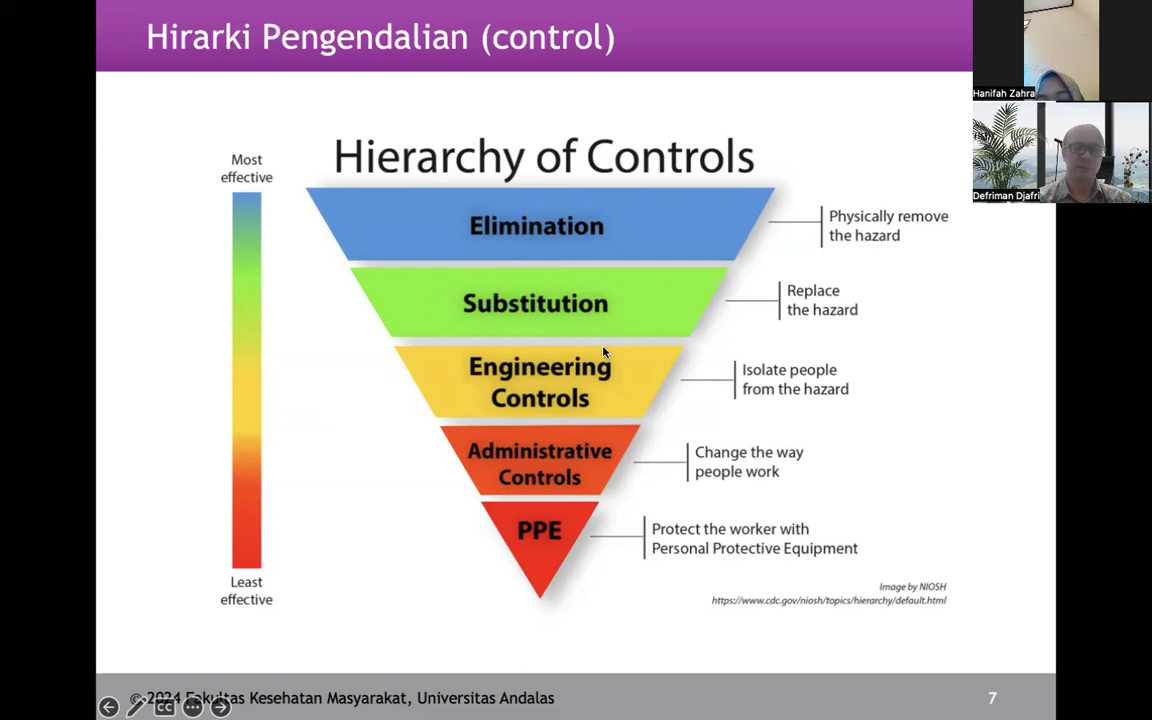 Hirarki Pengendalian (control)
Hanifah Zahra
Defriman Djafri
Hierarchy of Controls
Most
effective
Elimination
Physically remove
the hazard
Substitution
Replace
the hazard
Engineering
Controls
Isolate people
from the hazard
Administrative
Controls
Change the way
people work
PPE
Protect the worker with
Personal Protective Equipment
Least
effective
Image by NIOSH
https://www.cdc.gov/niosh/topics/hierarchy/default.html
© 2024 Fakultas Kesehatan Masyarakat, Universitas Andalas
7
CC